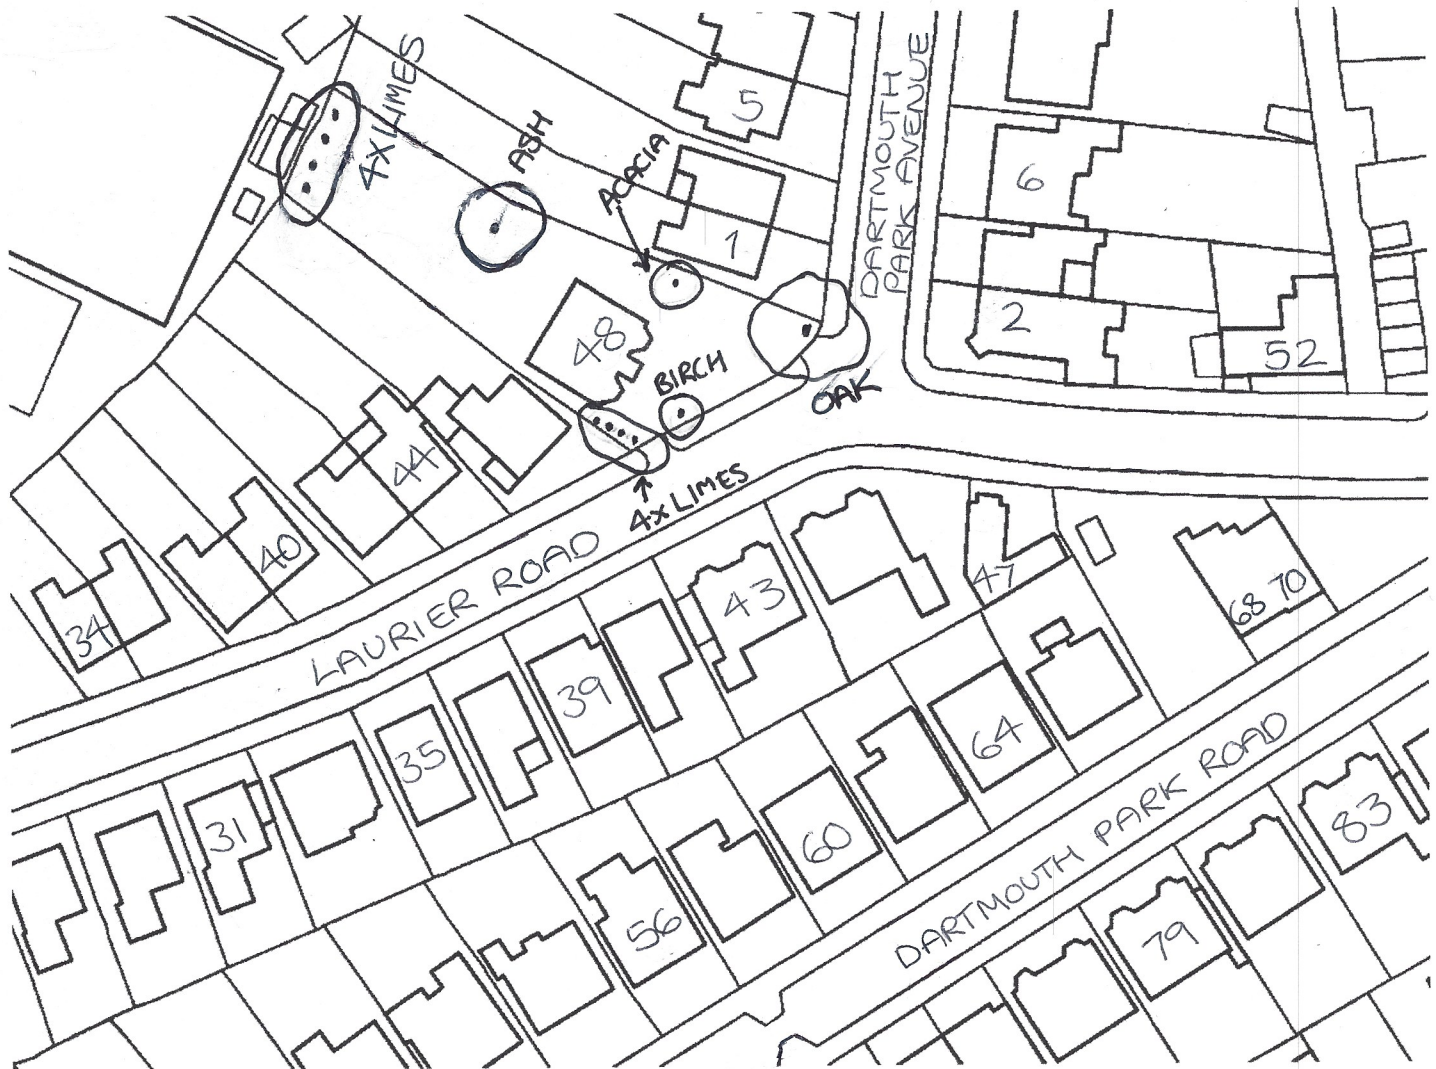 4X LIMES
ASH
ACACIA
5
DARTMOUTH
PARK AVENUE
1
6
2
52
48
BIRCH
OAK
4x LIMES
44
40
34
LAURIER ROAD
43
47
68 70
39
35
31
64
60
56
DARTMOUTH PARK ROAD
83
79